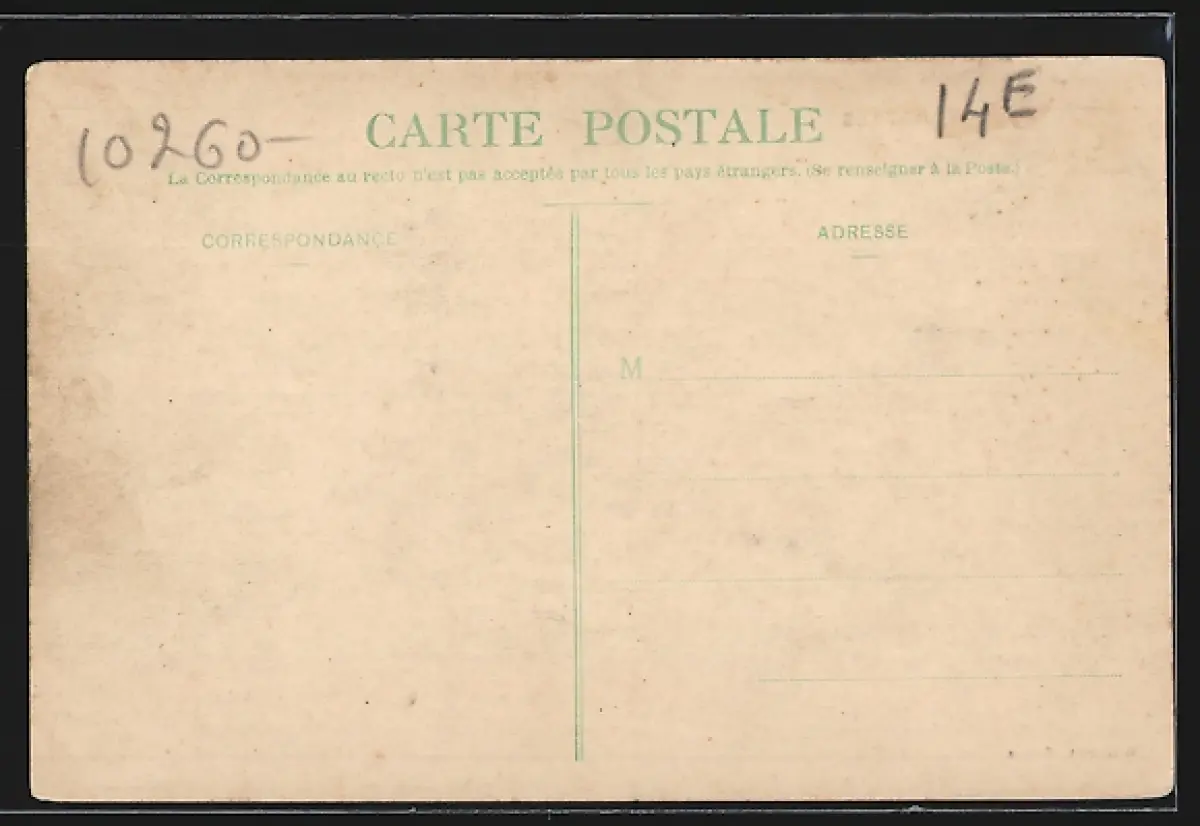 10260-
14E
CARTE POSTALE
La Correspondance au recto n'est pas acceptée par tous les pays étrangers. (Se renseigner à la Poste.)
CORRESPONDANCE
ADRESSE
M